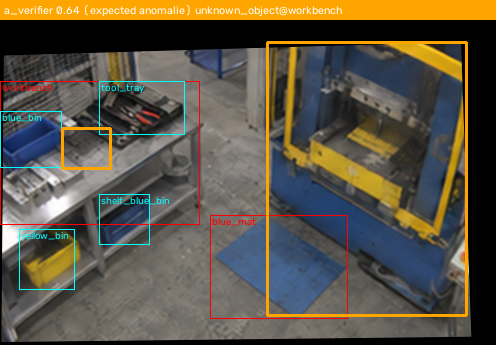 a_verifier 0.64 (expected anomalie) unknown_object@workbench
workbench
tool_tray
blue_bin
shelf_blue_bin
blue_mat
yellow_bin